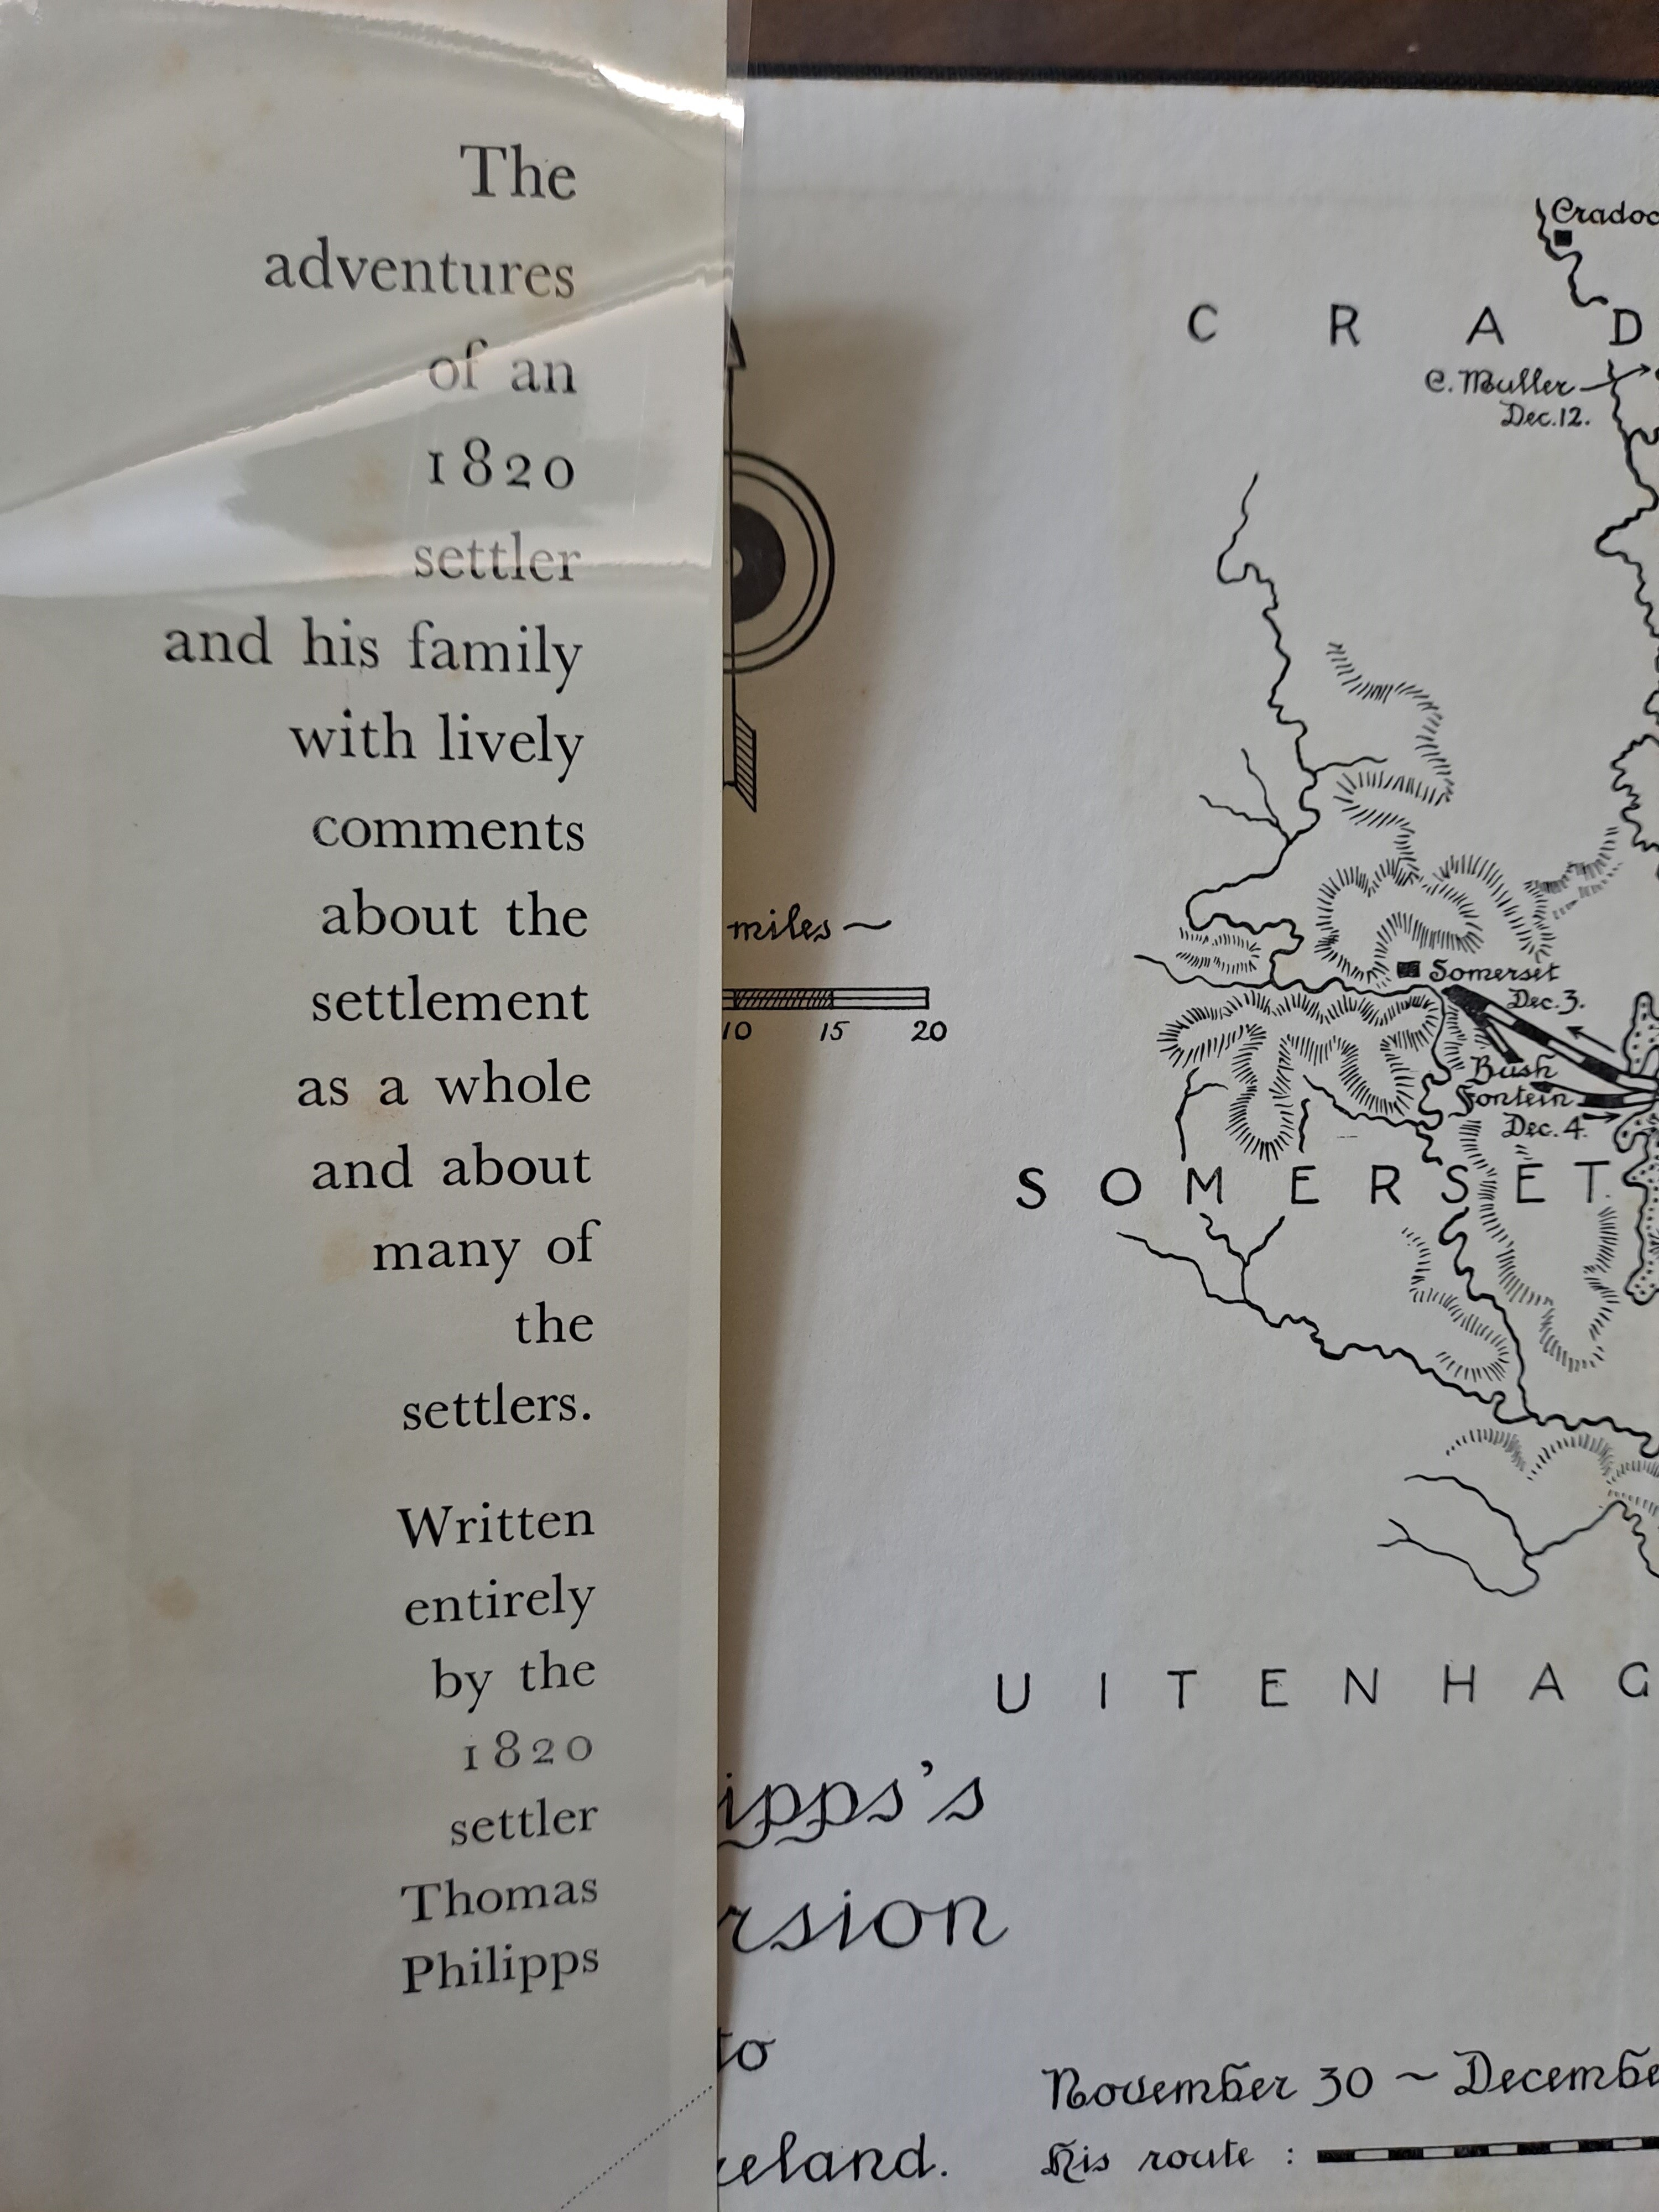 The
adventures
of an
1820
settler
and his family
with lively
comments
about the
settlement
as a whole
and about
many of
the
settlers.
Written
entirely
by the
1820
settler
Thomas
Philipps
miles ~
10 15 20
ipps's
rsion
to
reland.
Cradoc
C R A D
C. Muller
Dec. 12.
Somerset
Dec. 3.
Bush
Fontein
Dec. 4.
S O M E R S E T
U I T E N H A G
November 30 ~ Decembe
His route :